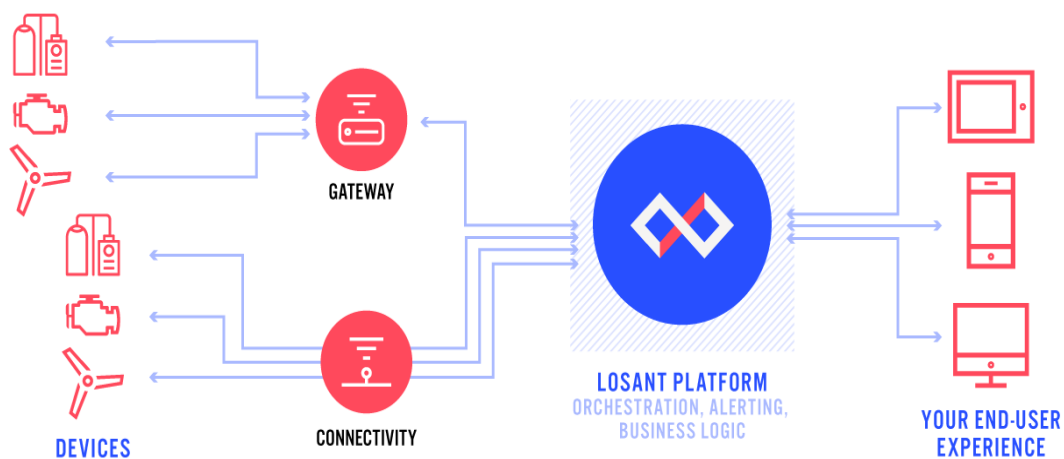 GATEWAY
CONNECTIVITY
DEVICES
LOSANT PLATFORM
ORCHESTRATION, ALERTING,
BUSINESS LOGIC
YOUR END-USER
EXPERIENCE